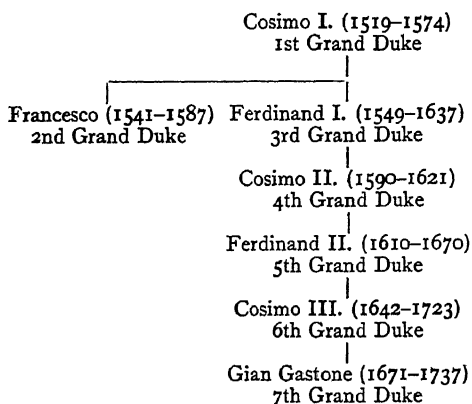 Cosimo I. (1519–1574)
1st Grand Duke
Francesco (1541–1587) Ferdinand I. (1549–1637)
2nd Grand Duke 3rd Grand Duke
Cosimo II. (1590–1621)
4th Grand Duke
Ferdinand II. (1610–1670)
5th Grand Duke
Cosimo III. (1642–1723)
6th Grand Duke
Gian Gastone (1671–1737)
7th Grand Duke